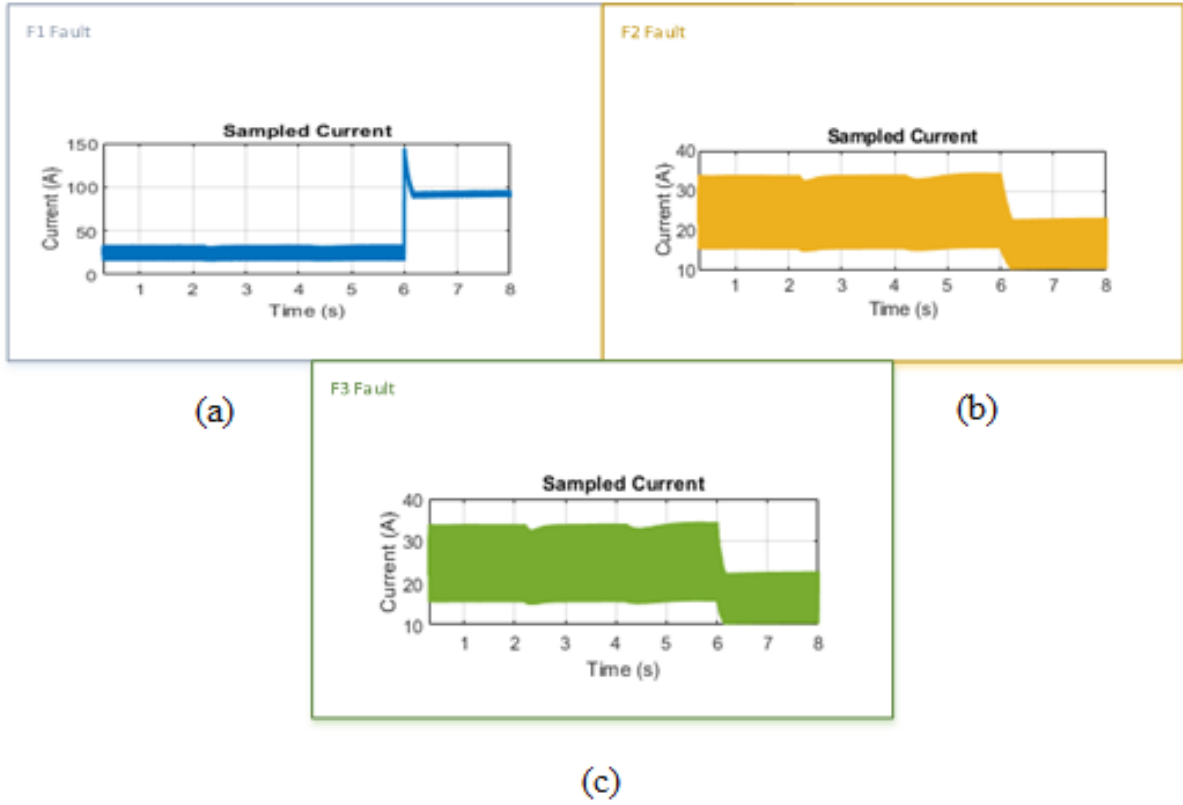 F1 Fault
Sampled Current
Current (A)
150
100
50
0
1 2 3 4 5 6 7 8
Time (s)
(a)
F2 Fault
Sampled Current
Current (A)
40
30
20
10
1 2 3 4 5 6 7 8
Time (s)
(b)
F3 Fault
Sampled Current
Current (A)
40
30
20
10
1 2 3 4 5 6 7 8
Time (s)
(c)